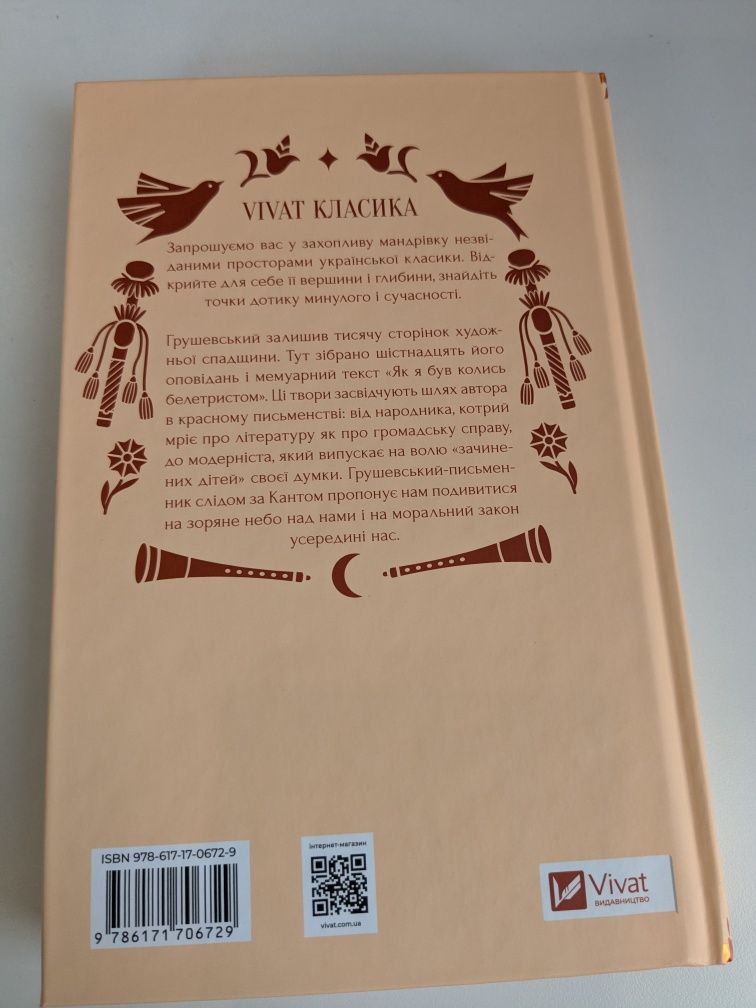 VIVAT КЛАСИКА
Запрошуємо вас у захопливу мандрівку незві-
даними просторами української класики. Від-
крийте для себе її вершини і глибини, знайдіть
точки дотику минулого і сучасності.
Грушевський залишив тисячу сторінок худож-
ньої спадщини. Тут зібрано шістнадцять його
оповідань і мемуарний текст «Як я був колись
белетристом». Ці твори засвідчують шлях автора
в красному письменстві: від народника, котрий
мріє про літературу як про громадську справу,
до модерніста, який випускає на волю «зачине-
них дітей» своєї думки. Грушевський-письмен-
ник слідом за Кантом пропонує нам подивитися
на зоряне небо над нами і на моральний закон
усередині нас.
ISBN 978-617-17-0672-9
9 786171 706729
інтернет-магазин
vivat.com.ua
Vivat
ВИДАВНИЦТВО